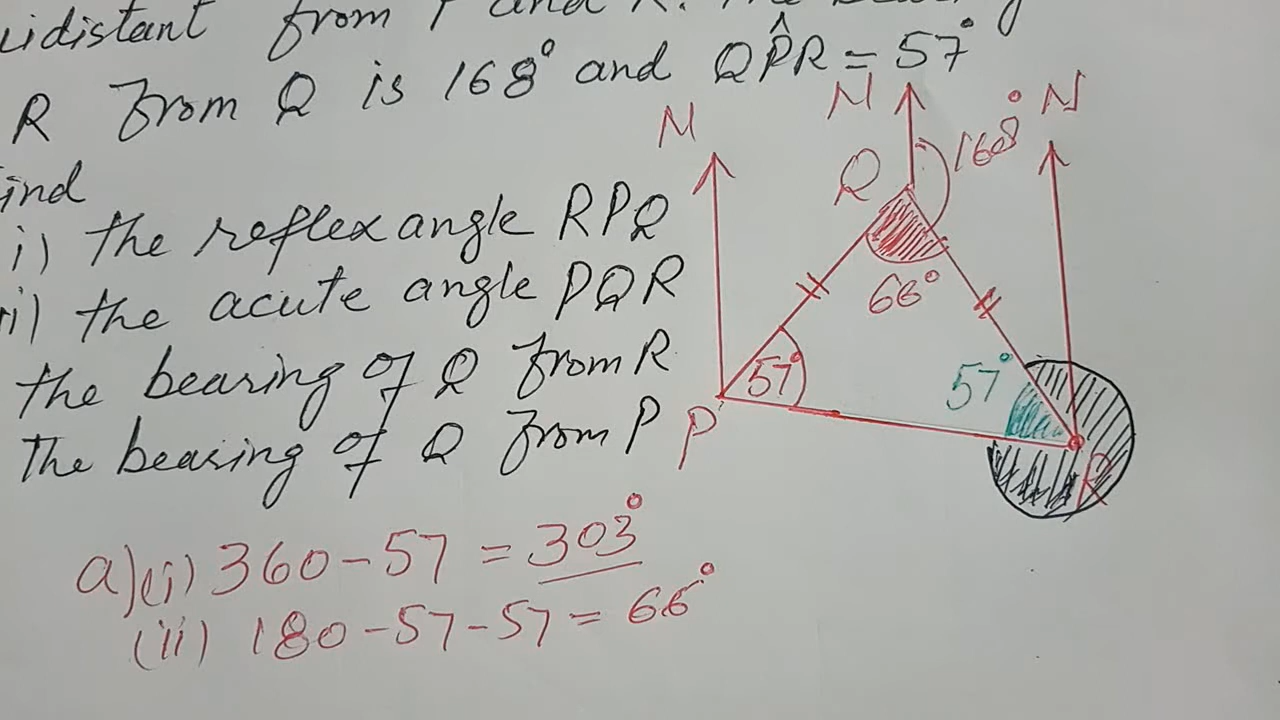 uidistant from P and R. The bearing
R from Q is 168° and QP̂R = 57°
ind
i) the reflex angle RPQ
ii) the acute angle PQR
the bearing of Q from R
The bearing of Q from P
a)(i) 360-57 = 303°
(ii) 180-57-57 = 66°
N
N
N
Q
168°
66°
57°
57°
P
R